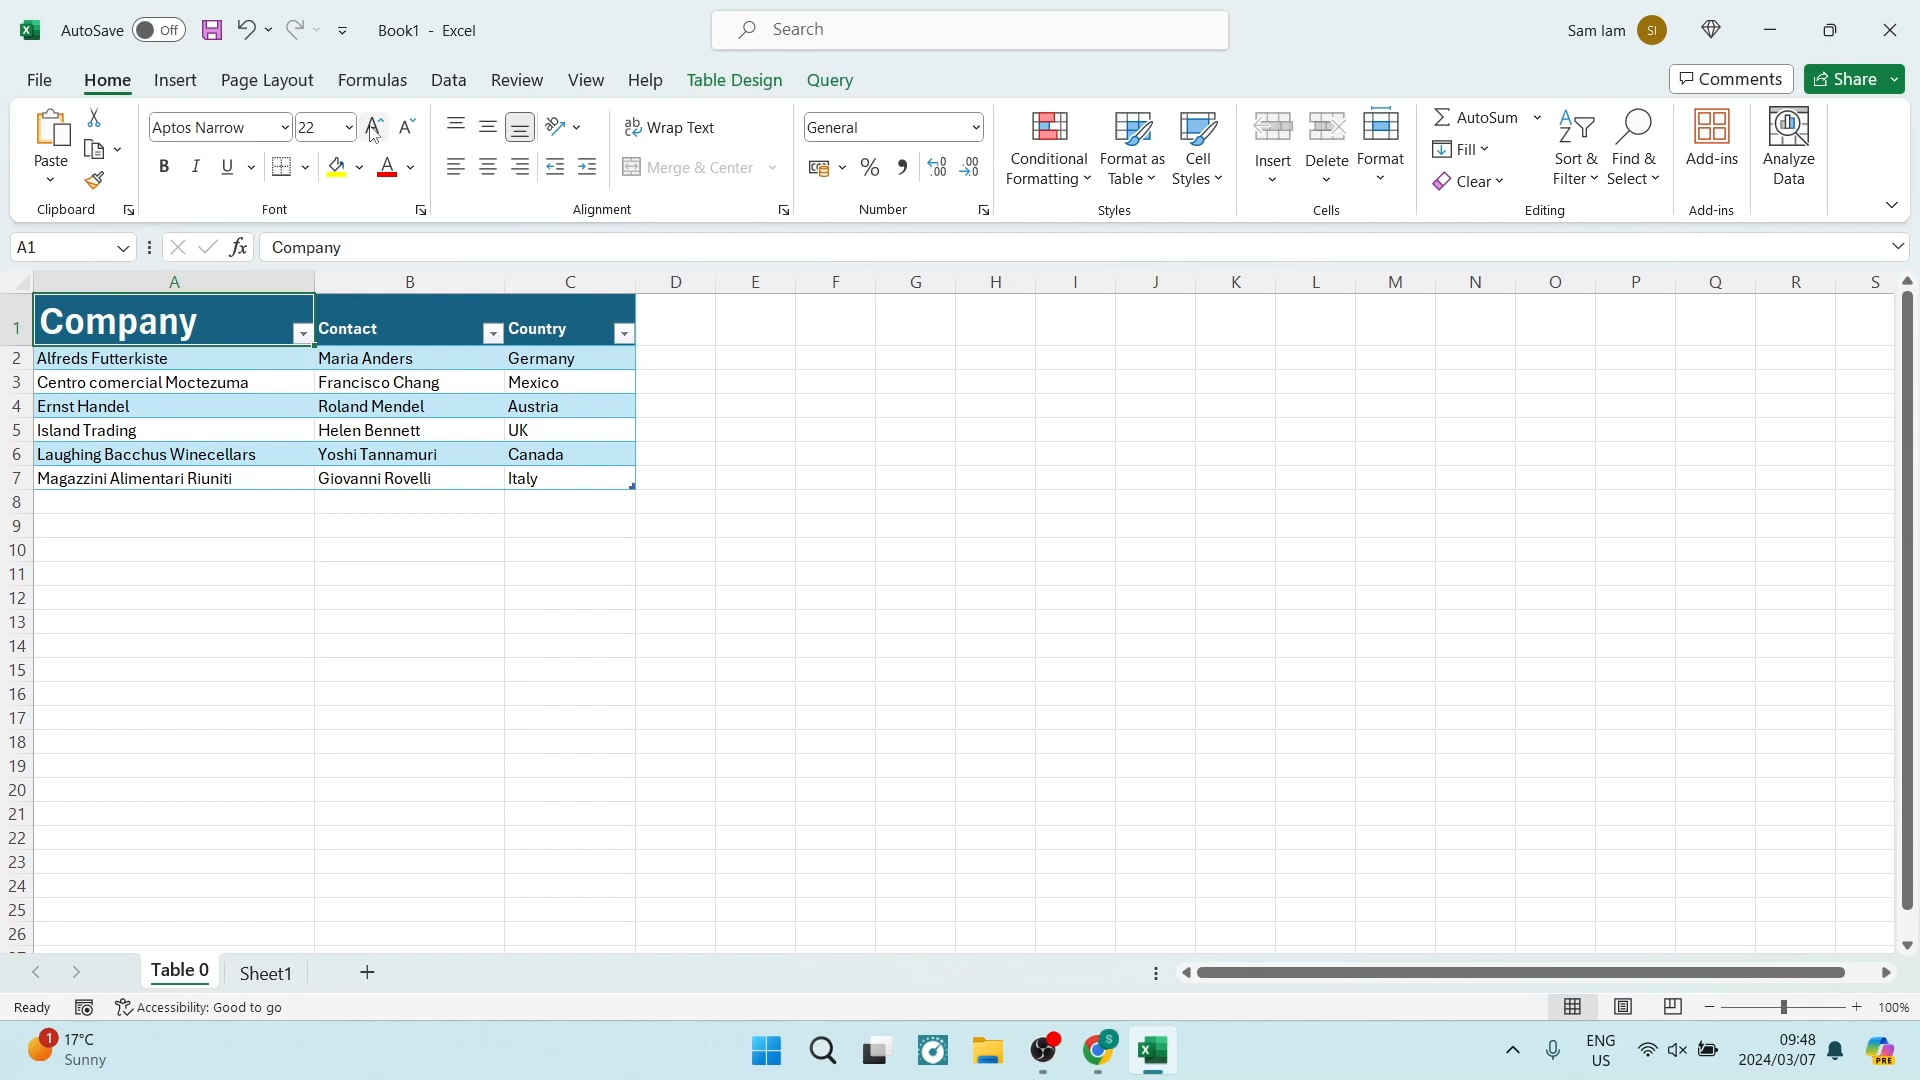 AutoSave Off Book1 - Excel Search Sam Iam SI
File Home Insert Page Layout Formulas Data Review View Help Table Design Query Comments Share
Paste Aptos Narrow 22 A A Wrap Text General Conditional Formatting Format as Table Cell Styles Insert Delete Format AutoSum Fill Clear Sort & Filter Find & Select Add-ins Analyze Data
B I U A Merge & Center % 9 .00 .00
Clipboard Font Alignment Number Styles Cells Editing Add-ins
A1 fx Company
A B C D E F G H I J K L M N O P Q R S
1 Company Contact Country
2 Alfreds Futterkiste Maria Anders Germany
3 Centro comercial Moctezuma Francisco Chang Mexico
4 Ernst Handel Roland Mendel Austria
5 Island Trading Helen Bennett UK
6 Laughing Bacchus Winecellars Yoshi Tannamuri Canada
7 Magazzini Alimentari Riuniti Giovanni Rovelli Italy
8
9
10
11
12
13
14
15
16
17
18
19
20
21
22
23
24
25
26
Table 0 Sheet1 +
Ready Accessibility: Good to go 100%
1 17°C ENG 09:48
Sunny US 2024/03/07 PRE